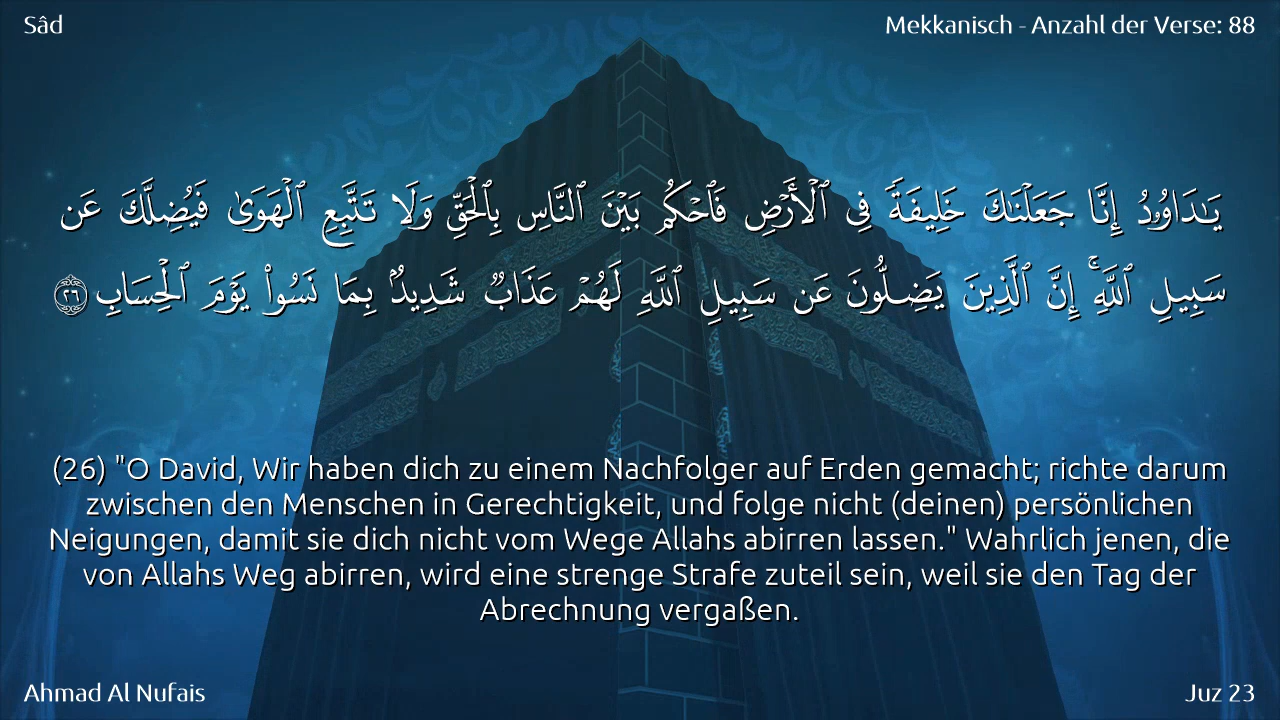 Sâd
Mekkanisch - Anzahl der Verse: 88
يَـٰدَاوُۥدُ إِنَّا جَعَلْنَـٰكَ خَلِيفَةً فِى ٱلْأَرْضِ فَٱحْكُم بَيْنَ ٱلنَّاسِ بِٱلْحَقِّ وَلَا تَتَّبِعِ ٱلْهَوَىٰ فَيُضِلَّكَ عَن
سَبِيلِ ٱللَّهِ ۚ إِنَّ ٱلَّذِينَ يَضِلُّونَ عَن سَبِيلِ ٱللَّهِ لَهُمْ عَذَابٌ شَدِيدٌۢ بِمَا نَسُوا۟ يَوْمَ ٱلْحِسَابِ ٢٦
(26) "O David, Wir haben dich zu einem Nachfolger auf Erden gemacht; richte darum
zwischen den Menschen in Gerechtigkeit, und folge nicht (deinen) persönlichen
Neigungen, damit sie dich nicht vom Wege Allahs abirren lassen." Wahrlich jenen, die
von Allahs Weg abirren, wird eine strenge Strafe zuteil sein, weil sie den Tag der
Abrechnung vergaßen.
Ahmad Al Nufais
Juz 23